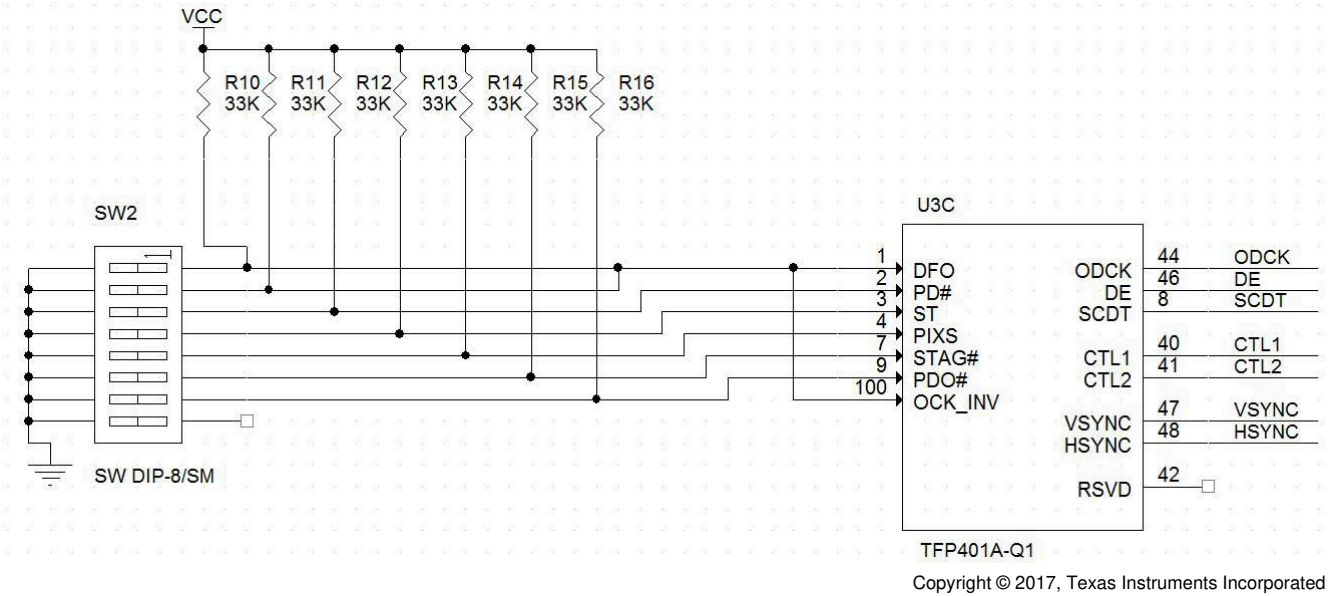 VCC
R10 R11 R12 R13 R14 R15 R16
33K 33K 33K 33K 33K 33K 33K
SW2
SW DIP-8/SM
U3C
1 DFO
2 PD#
3 ST
4 PIXS
7 STAG#
9 PDO#
100 OCK_INV
ODCK 44 ODCK
DE 46 DE
SCDT 8 SCDT
CTL1 40 CTL1
CTL2 41 CTL2
VSYNC 47 VSYNC
HSYNC 48 HSYNC
RSVD 42
TFP401A-Q1
Copyright © 2017, Texas Instruments Incorporated